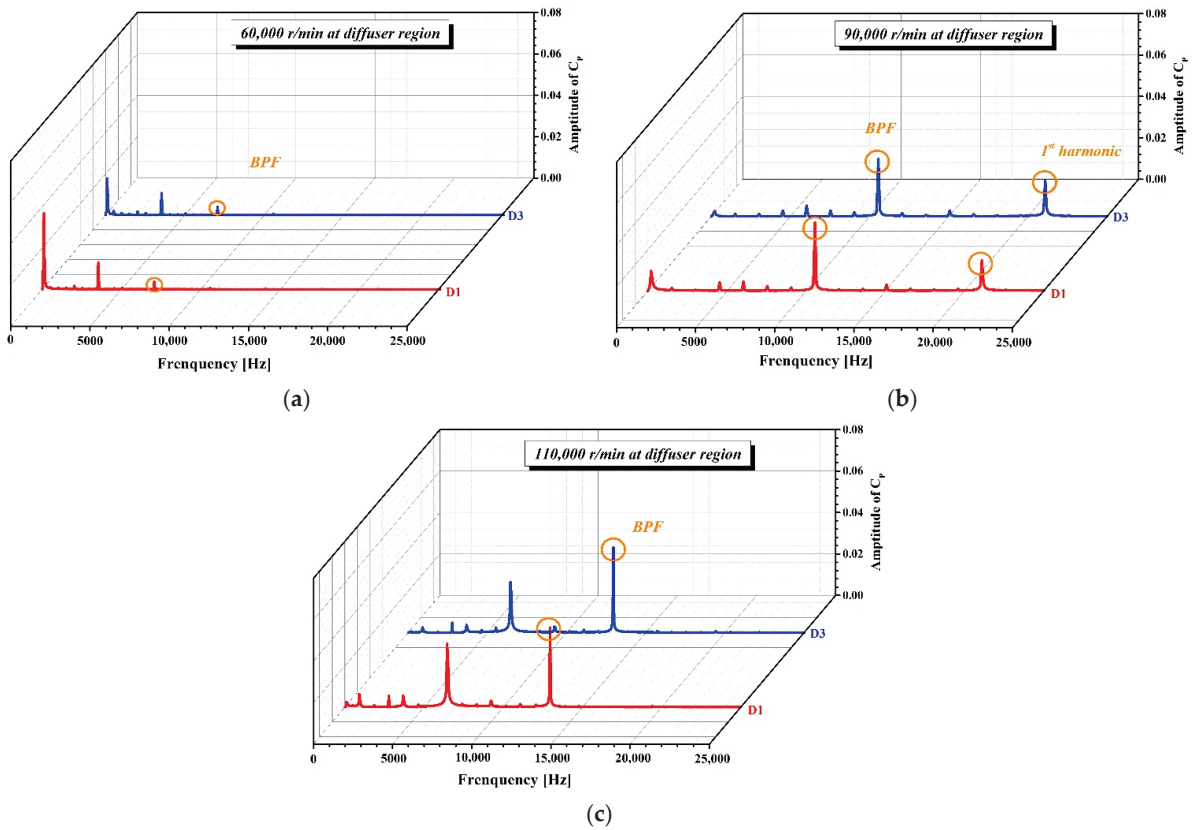 60,000 r/min at diffuser region
0.08
0.06
0.04
0.02
0.00
Amptitude of CP
BPF
D3
D1
0 5000 10,000 15,000 20,000 25,000
Frenquency [Hz]
(a)
90,000 r/min at diffuser region
0.08
0.06
0.04
0.02
0.00
Amptitude of CP
BPF
1st harmonic
D3
D1
0 5000 10,000 15,000 20,000 25,000
Frenquency [Hz]
(b)
110,000 r/min at diffuser region
0.08
0.06
0.04
0.02
0.00
Amptitude of CP
BPF
D3
D1
0 5000 10,000 15,000 20,000 25,000
Frenquency [Hz]
(c)